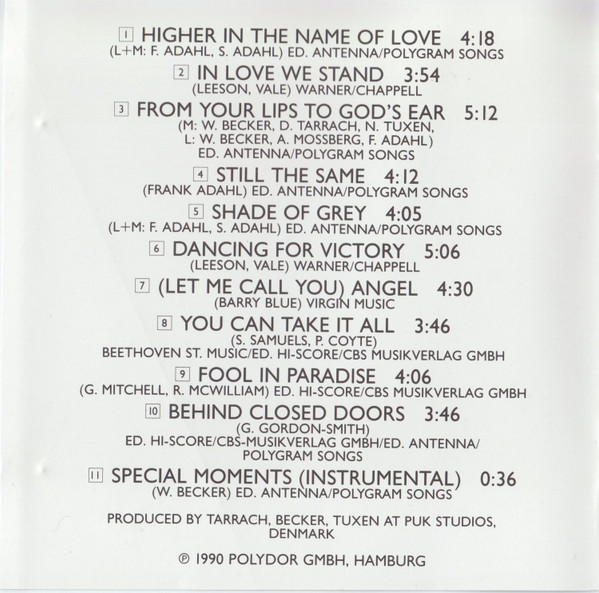 1 HIGHER IN THE NAME OF LOVE 4:18
(L+M: F. ADAHL, S. ADAHL) ED. ANTENNA/POLYGRAM SONGS
2 IN LOVE WE STAND 3:54
(LEESON, VALE) WARNER/CHAPPELL
3 FROM YOUR LIPS TO GOD'S EAR 5:12
(M: W. BECKER, D. TARRACH, N. TUXEN,
L: W. BECKER, A. MOSSBERG, F. ADAHL)
ED. ANTENNA/POLYGRAM SONGS
4 STILL THE SAME 4:12
(FRANK ADAHL) ED. ANTENNA/POLYGRAM SONGS
5 SHADE OF GREY 4:05
(L+M: F. ADAHL, S. ADAHL) ED. ANTENNA/POLYGRAM SONGS
6 DANCING FOR VICTORY 5:06
(LEESON, VALE) WARNER/CHAPPELL
7 (LET ME CALL YOU) ANGEL 4:30
(BARRY BLUE) VIRGIN MUSIC
8 YOU CAN TAKE IT ALL 3:46
(S. SAMUELS, P. COYTE)
BEETHOVEN ST. MUSIC/ED. HI-SCORE/CBS MUSIKVERLAG GMBH
9 FOOL IN PARADISE 4:06
(G. MITCHELL, R. MCWILLIAM) ED. HI-SCORE/CBS MUSIKVERLAG GMBH
10 BEHIND CLOSED DOORS 3:46
(G. GORDON-SMITH)
ED. HI-SCORE/CBS-MUSIKVERLAG GMBH/ED. ANTENNA/
POLYGRAM SONGS
11 SPECIAL MOMENTS (INSTRUMENTAL) 0:36
(W. BECKER) ED. ANTENNA/POLYGRAM SONGS
PRODUCED BY TARRACH, BECKER, TUXEN AT PUK STUDIOS,
DENMARK
℗ 1990 POLYDOR GMBH, HAMBURG